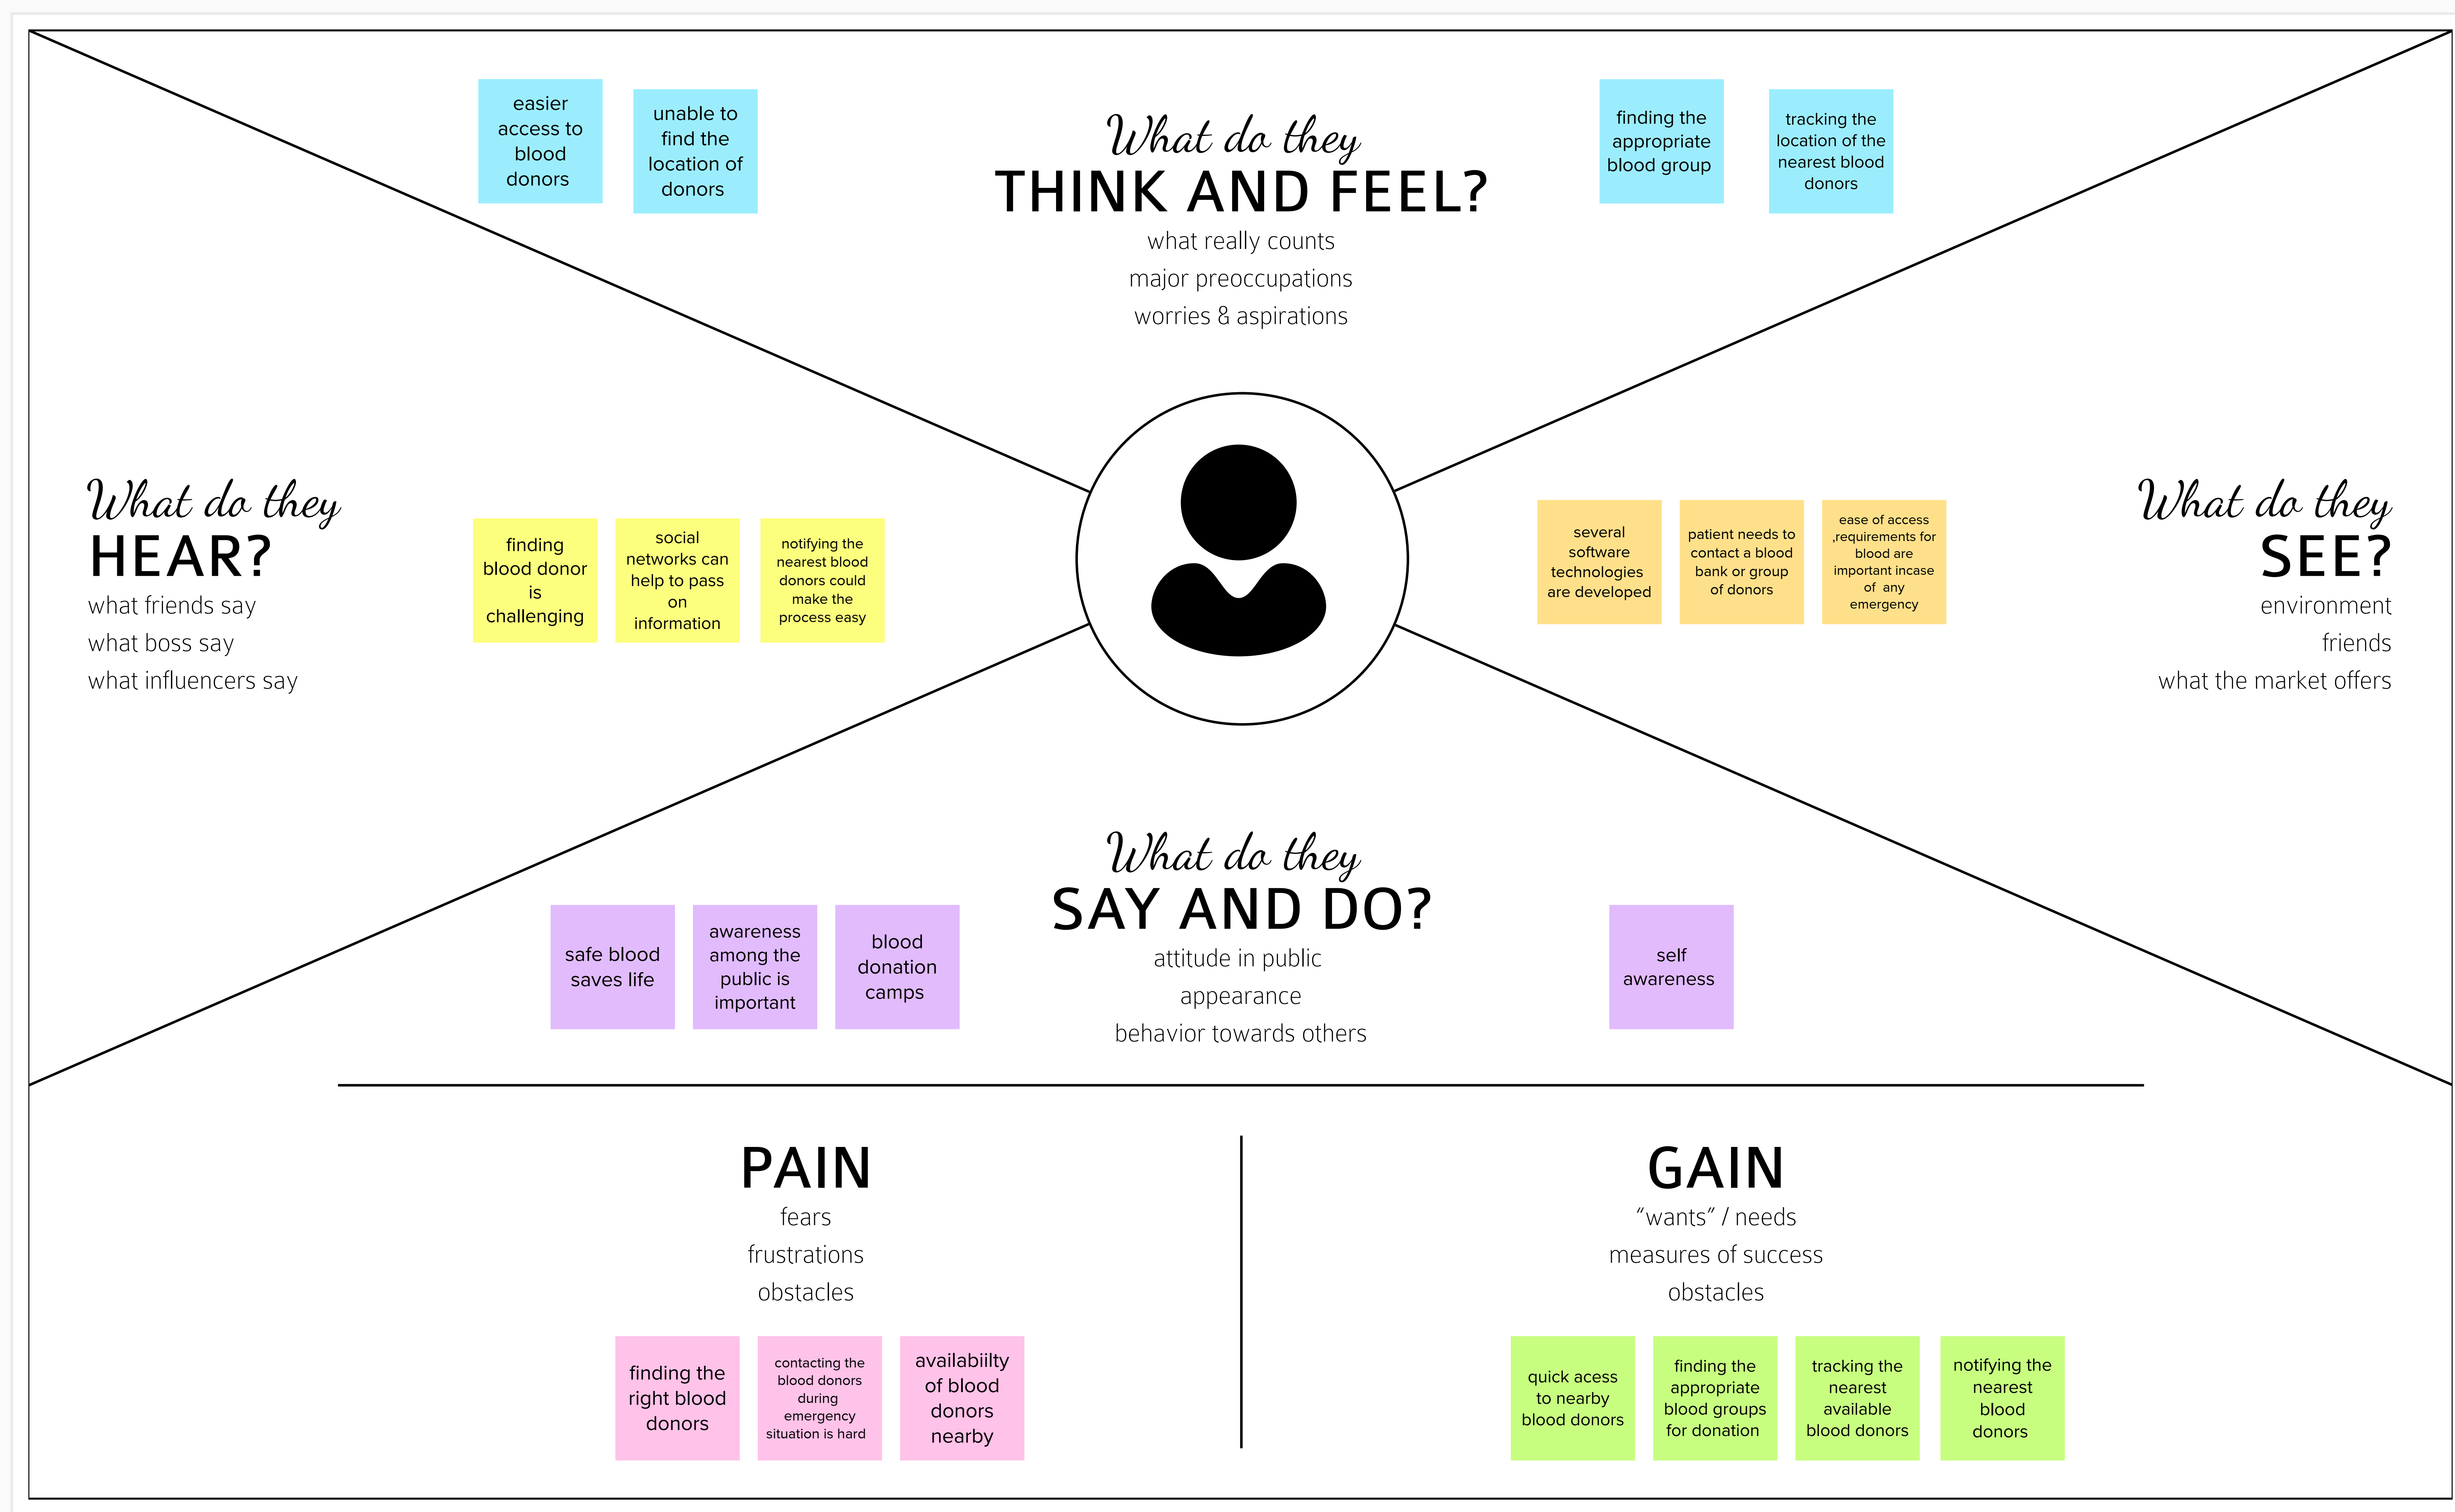 easier
access to
blood
donors
unable to
find the
location of
donors
What do they
THINK AND FEEL?
what really counts
major preoccupations
worries & aspirations
finding the
appropriate
blood group
tracking the
location of the
nearest blood
donors
What do they
HEAR?
what friends say
what boss say
what influencers say
finding
blood donor
is
challenging
social
networks can
help to pass
on
information
notifying the
nearest blood
donors could
make the
process easy
several
software
technologies
are developed
patient needs to
contact a blood
bank or group
of donors
ease of access
,requirements for
blood are
important incase
of any
emergency
What do they
SEE?
environment
friends
what the market offers
What do they
SAY AND DO?
attitude in public
appearance
behavior towards others
safe blood
saves life
awareness
among the
public is
important
blood
donation
camps
self
awareness
PAIN
fears
frustrations
obstacles
finding the
right blood
donors
contacting the
blood donors
during
emergency
situation is hard
availabiilty
of blood
donors
nearby
GAIN
“wants” / needs
measures of success
obstacles
quick acess
to nearby
blood donors
finding the
appropriate
blood groups
for donation
tracking the
nearest
available
blood donors
notifying the
nearest
blood
donors